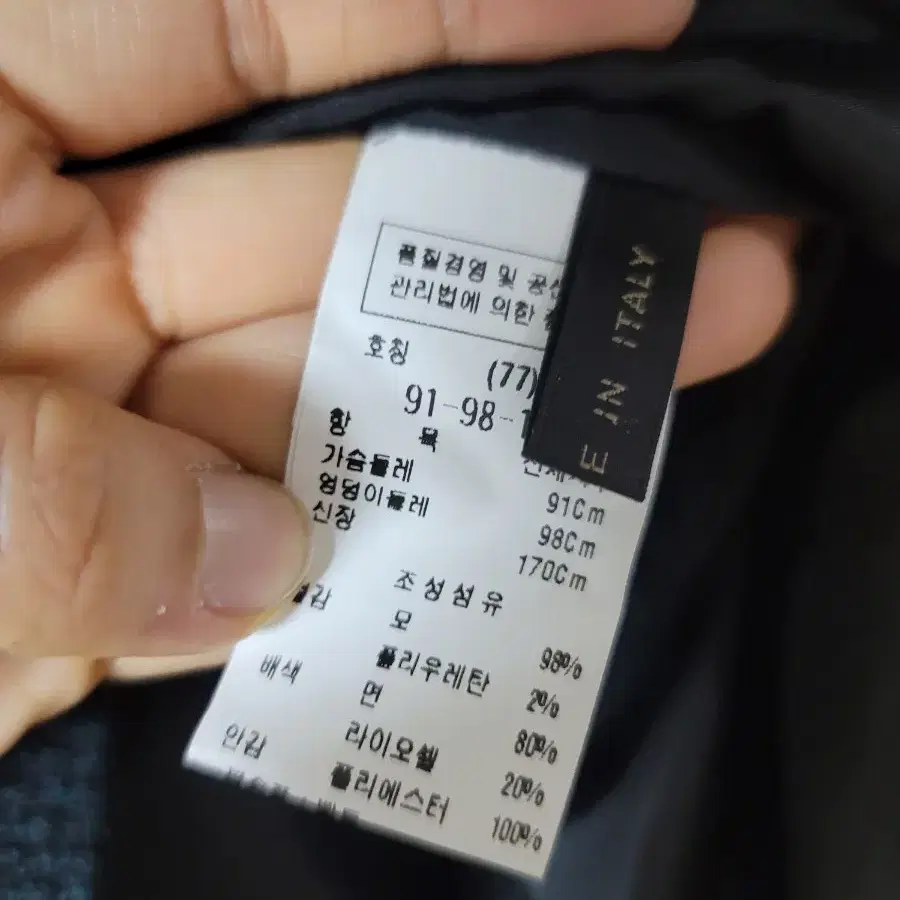 품질경영 및 공산
관리법에 의한
호칭 (77)
91-98-1
항 목
가슴둘레 91Cm
엉덩이둘레 98Cm
신장 170Cm
조성섬유
모 98%
폴리우레탄 2%
배색 면 80%
라이오셀 20%
안감 폴리에스터 100%
E IN ITALY